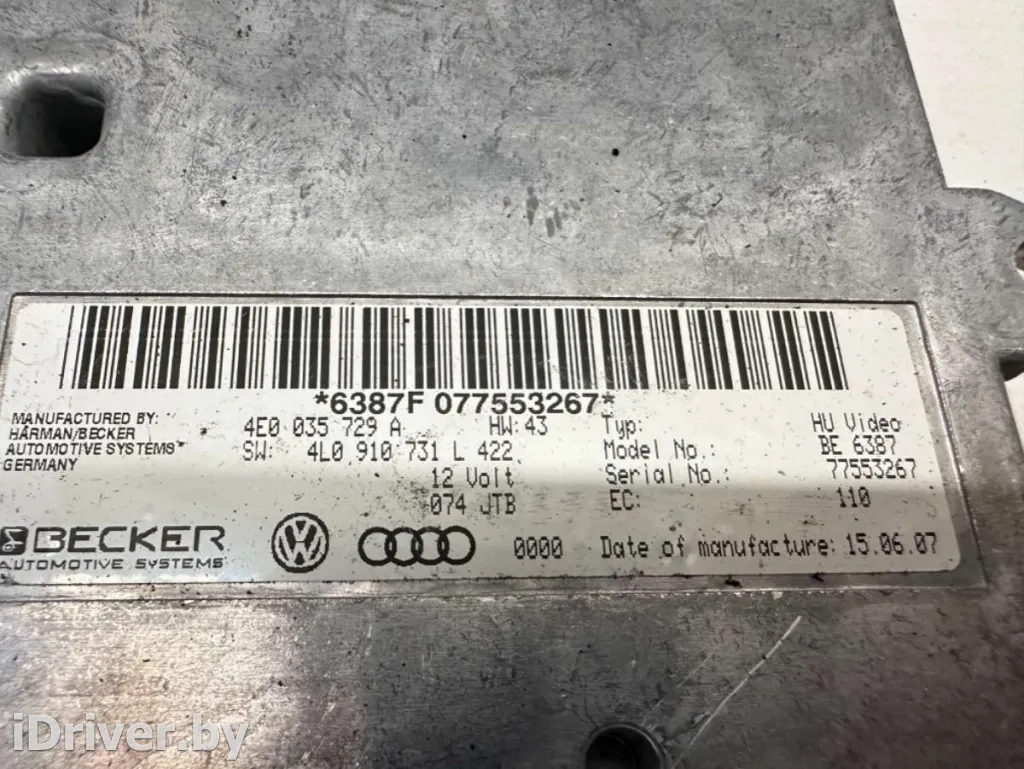 *6387F 077553267*
MANUFACTURED BY: 4E0 035 729 A HW:43 Typ: HU Video
HARMAN/BECKER SW: 4L0 910 731 L 422 Model No.: BE 6387
AUTOMOTIVE SYSTEMS 12 Volt Serial No.: 77553267
GERMANY 074 JTB EC: 110
BECKER 0000 Date of manufacture: 15.06.07
AUTOMOTIVE SYSTEMS
iDriver.by